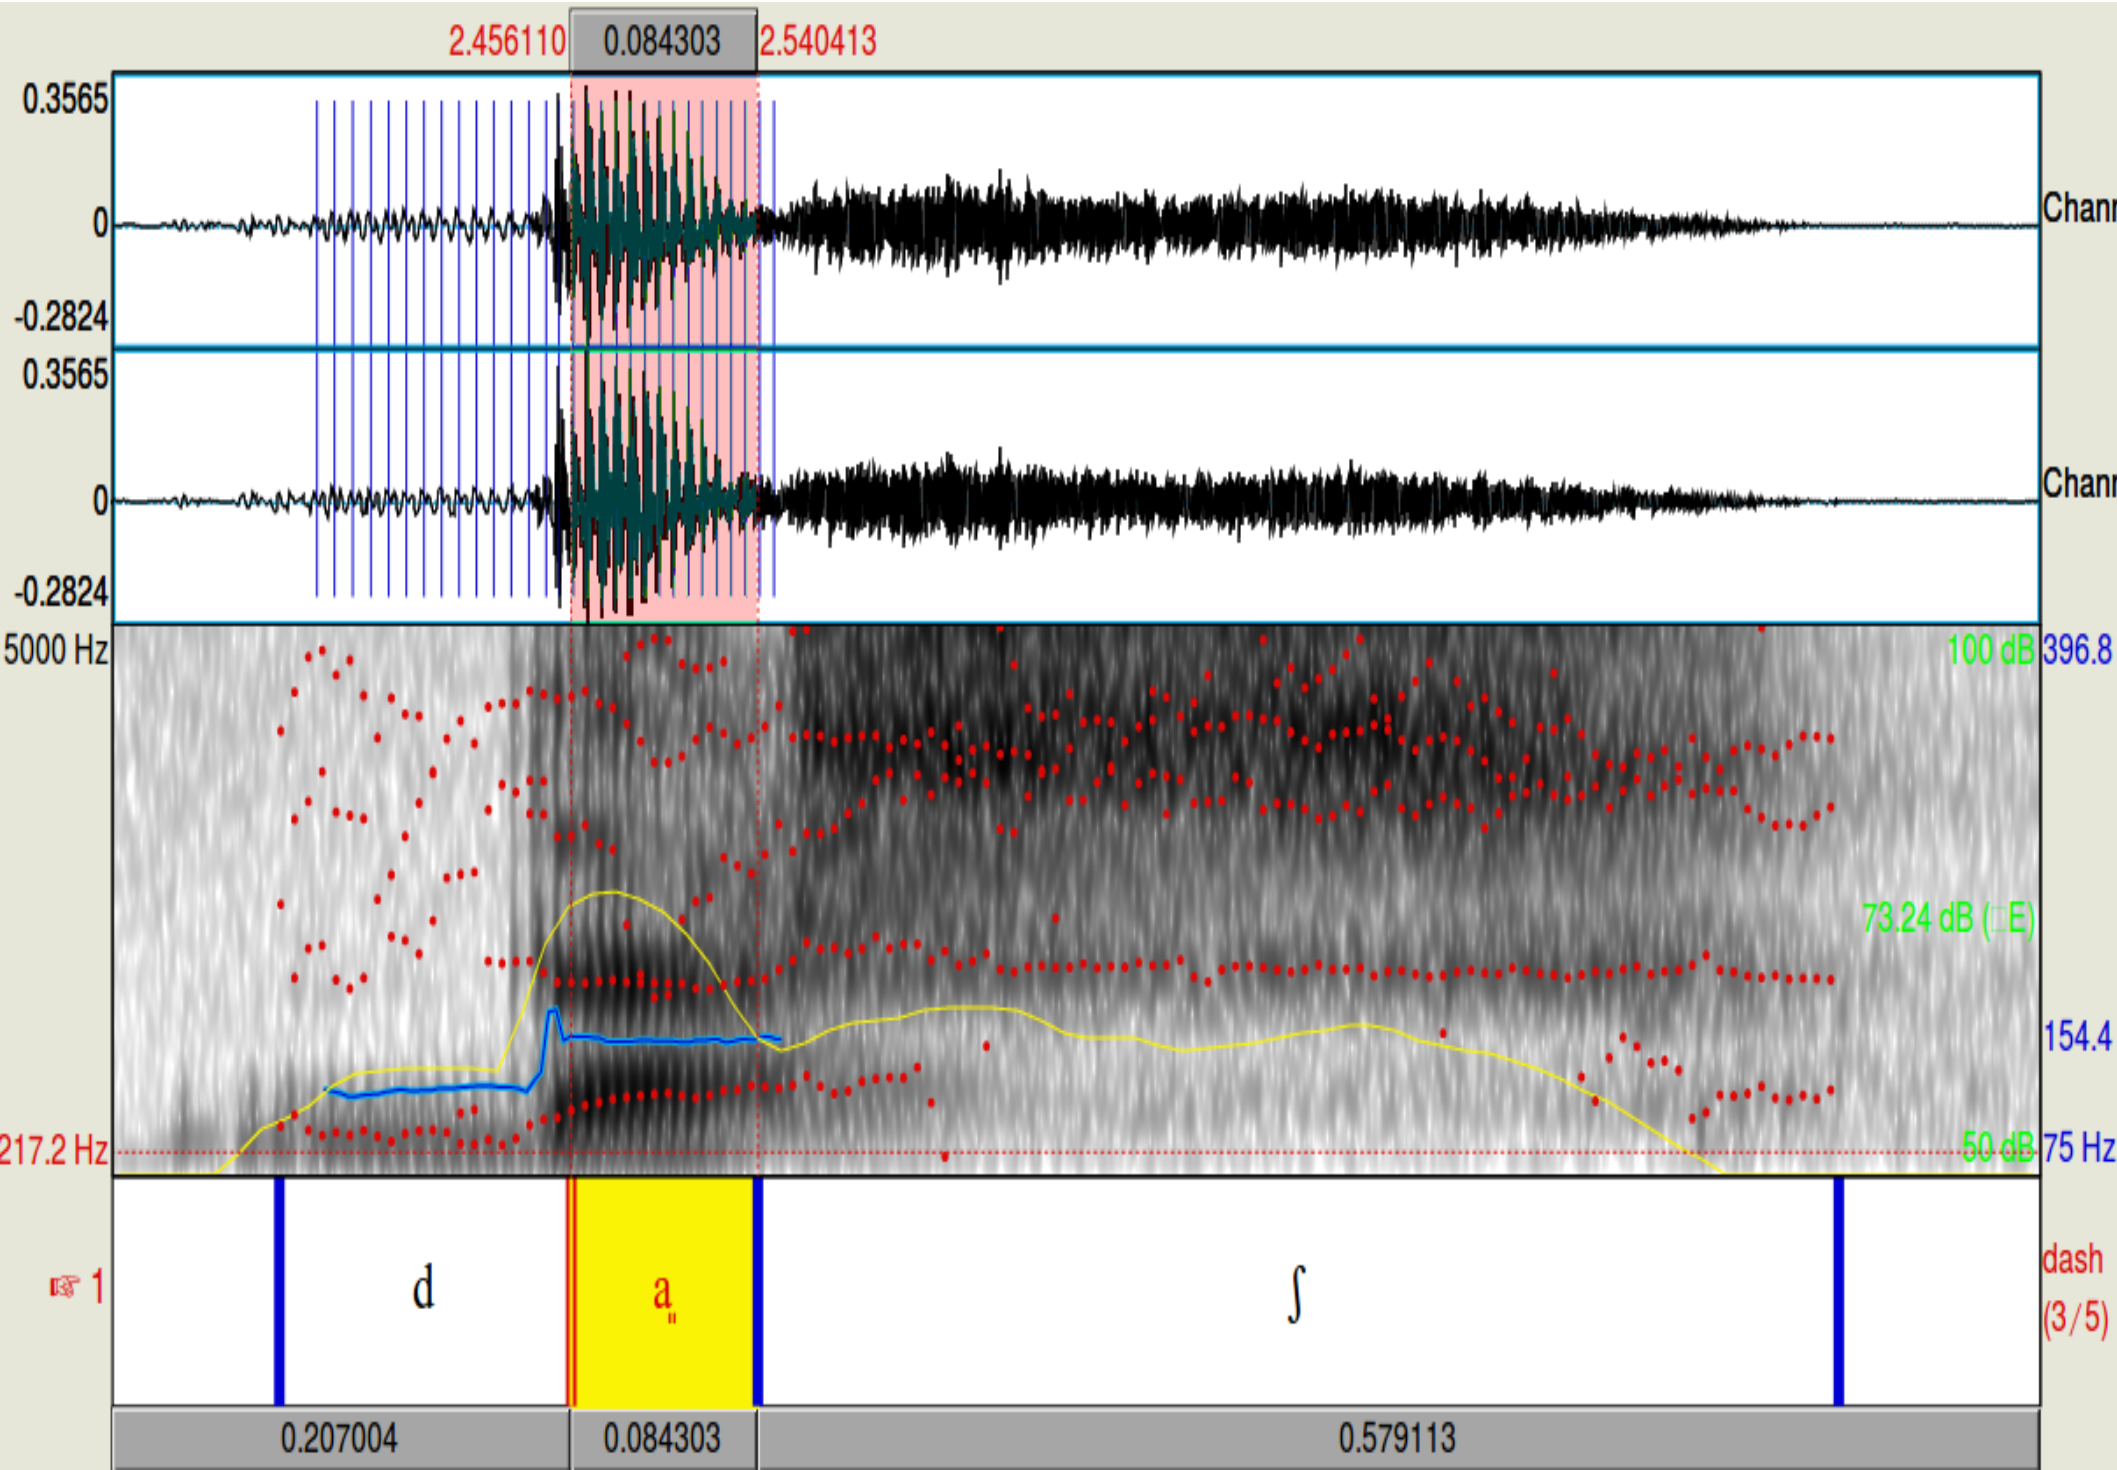 2.456110 0.084303 2.540413
0.3565
0
-0.2824
Chann
0.3565
0
-0.2824
Chann
5000 Hz 100 dB 396.8
73.24 dB (□E)
154.4
217.2 Hz 50 dB 75 Hz
☞ 1 d a̤ ʃ dash
(3/5)
0.207004 0.084303 0.579113